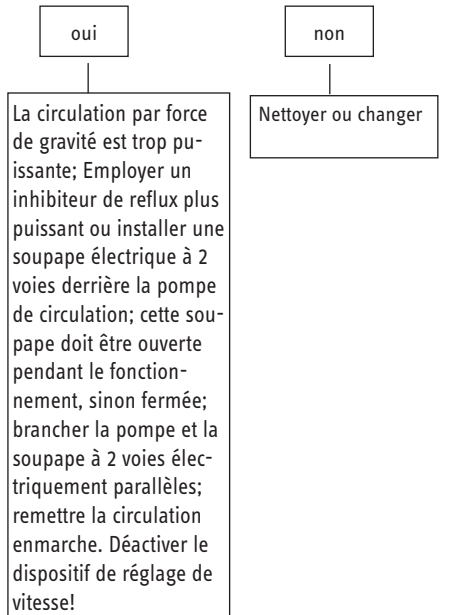 oui
non
La circulation par force
de gravité est trop pu-
issante; Employer un
inhibiteur de reflux plus
puissant ou installer une
soupape électrique à 2
voies derrière la pompe
de circulation; cette sou-
pape doit être ouverte
pendant le fonction-
nement, sinon fermée;
brancher la pompe et la
soupape à 2 voies élec-
triquement parallèles;
remettre la circulation
enmarche. Déactiver le
dispositif de réglage de
vitesse!
Nettoyer ou changer